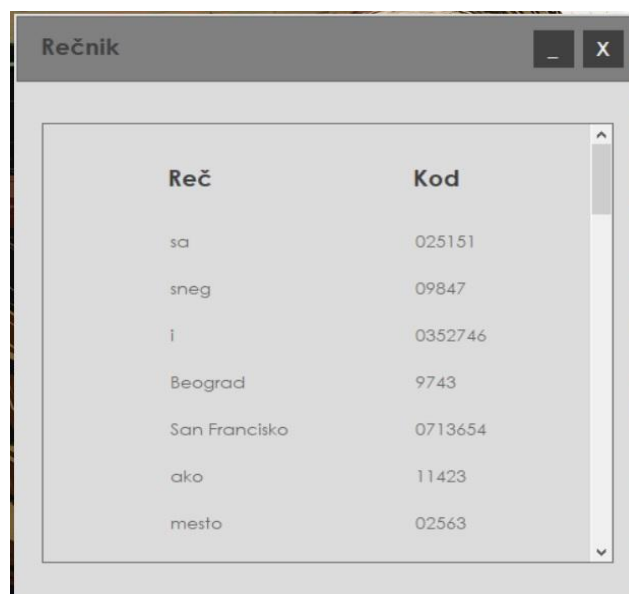 Rečnik
_ X
Reč Kod
sa 025151
sneg 09847
i 0352746
Beograd 9743
San Francisko 0713654
ako 11423
mesto 02563